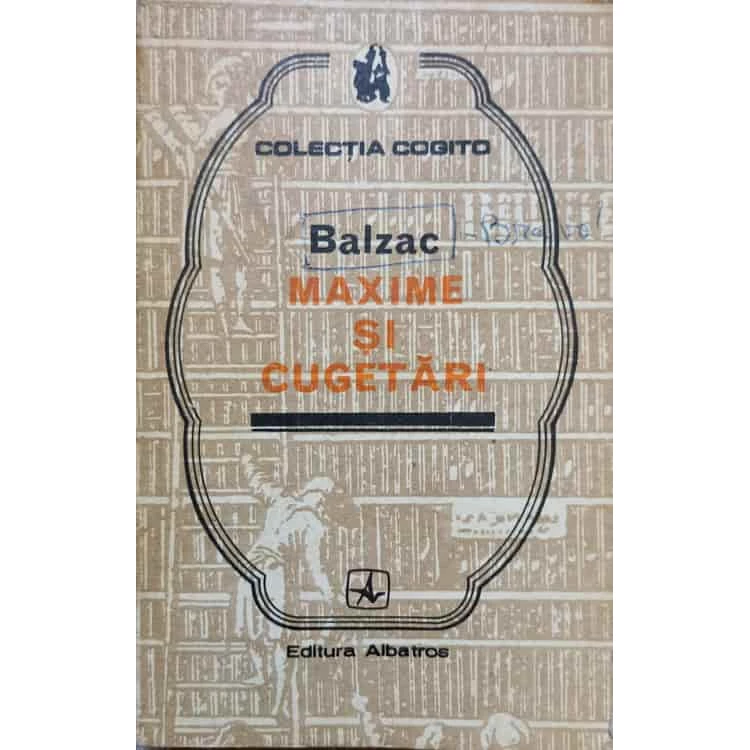 COLECȚIA COGITO
Balzac
MAXIME
ȘI
CUGETĂRI
Editura Albatros